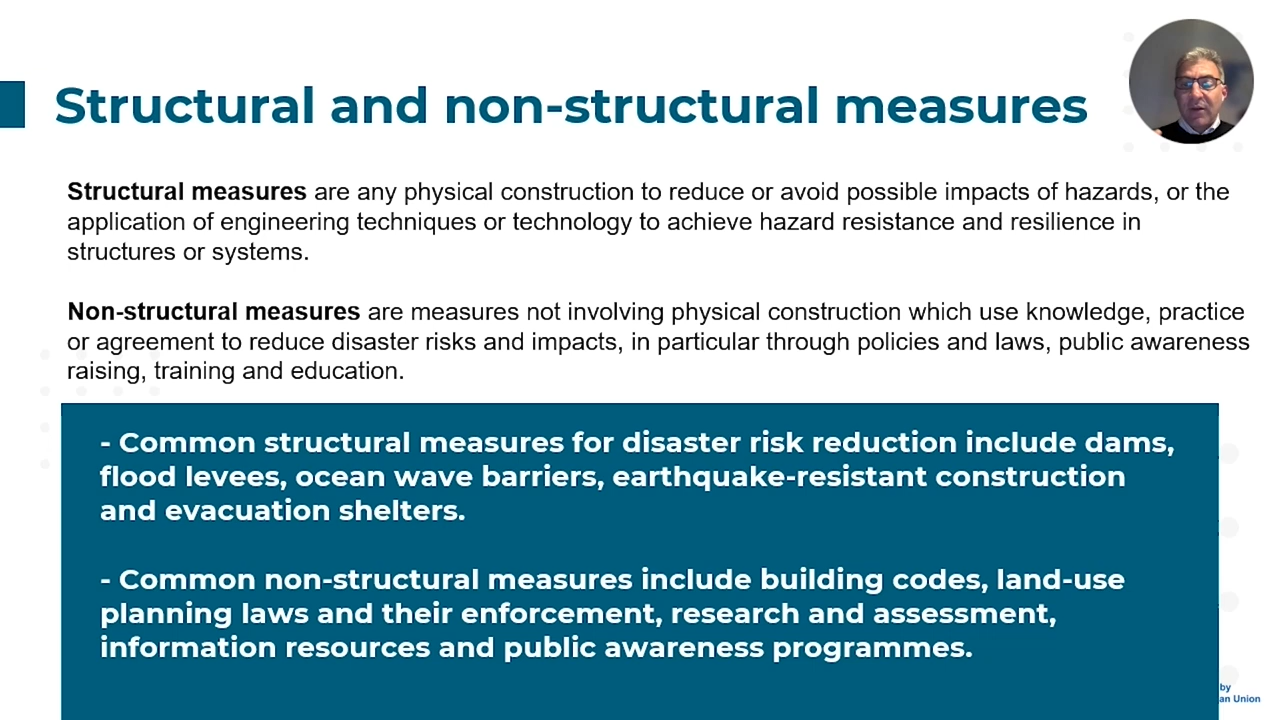 Structural and non-structural measures
Structural measures are any physical construction to reduce or avoid possible impacts of hazards, or the
application of engineering techniques or technology to achieve hazard resistance and resilience in
structures or systems.
Non-structural measures are measures not involving physical construction which use knowledge, practice
or agreement to reduce disaster risks and impacts, in particular through policies and laws, public awareness
raising, training and education.
- Common structural measures for disaster risk reduction include dams,
flood levees, ocean wave barriers, earthquake-resistant construction
and evacuation shelters.
- Common non-structural measures include building codes, land-use
planning laws and their enforcement, research and assessment,
information resources and public awareness programmes.
by
an Union